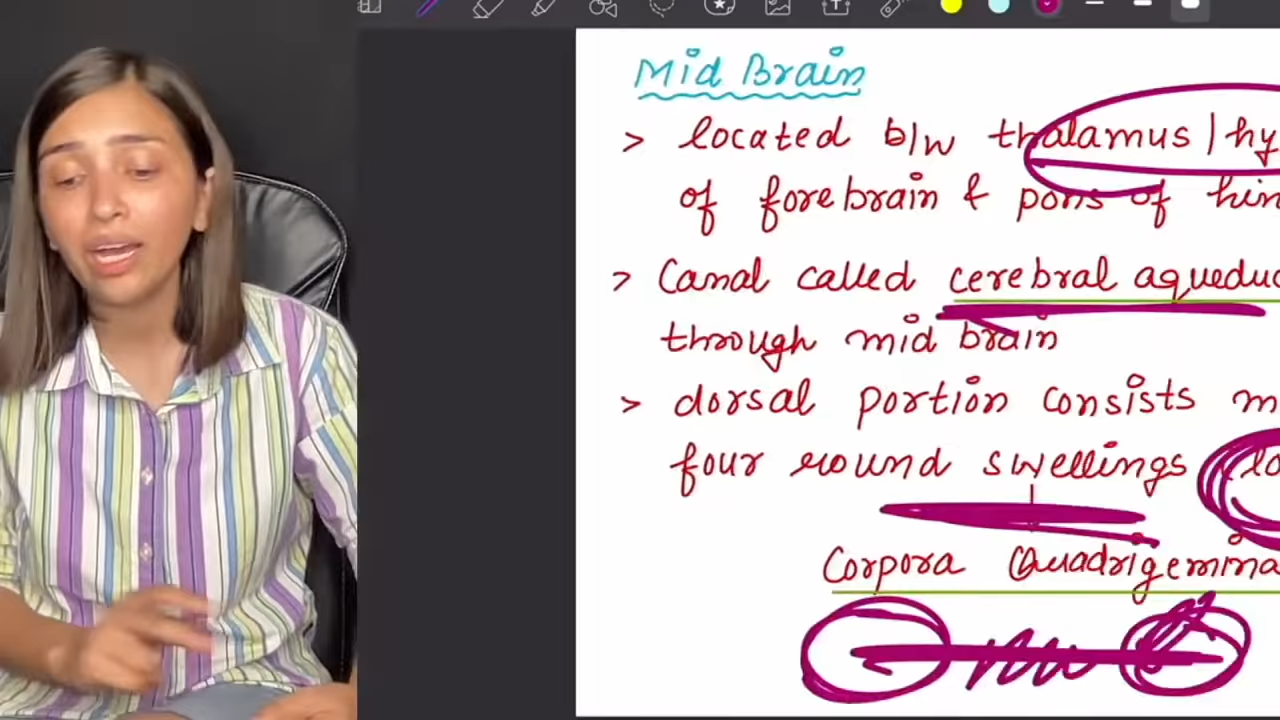 Mid Brain
> located b/w thalamus / hy
of forebrain & pons of hin
> Canal called cerebral aqueduc
through mid brain
> dorsal portion consists m
four round swellings (lo
Corpora Quadrigemina